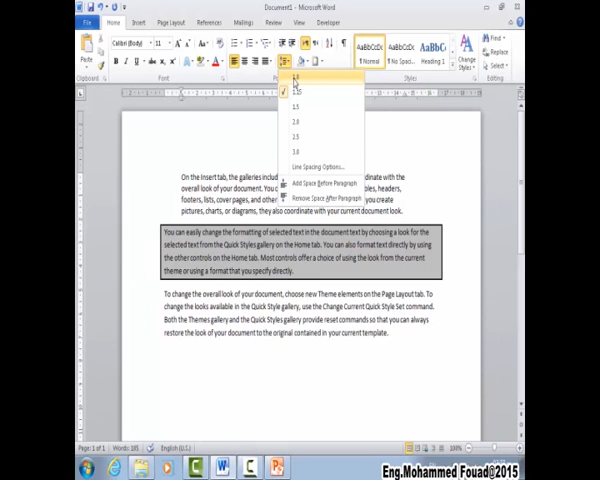 Document1 - Microsoft Word
File Home Insert Page Layout References Mailings Review View Developer
Calibri (Body) 11
Paste
AaBbCcDc AaBbCcDc AaBbC
¶ Normal ¶ No Spac... Heading 1
Change Styles
Find
Replace
Select
Clipboard Font Styles Editing
1.0
1.15
1.5
2.0
2.5
3.0
Line Spacing Options...
Add Space Before Paragraph
Remove Space After Paragraph
On the Insert tab, the galleries
overall look of your document. You
footers, lists, cover pages, and other
pictures, charts, or diagrams, they also coordinate with your current document look.
You can easily change the formatting of selected text in the document text by choosing a look for the
selected text from the Quick Styles gallery on the Home tab. You can also format text directly by using
the other controls on the Home tab. Most controls offer a choice of using the look from the current
theme or using a format that you specify directly.
To change the overall look of your document, choose new Theme elements on the Page Layout tab. To
change the looks available in the Quick Style gallery, use the Change Current Quick Style Set command.
Both the Themes gallery and the Quick Styles gallery provide reset commands so that you can always
restore the look of your document to the original contained in your current template.
Page: 1 of 1 Words: 185 English (U.S.) 100%
Eng.Mohammed Fouad@2015